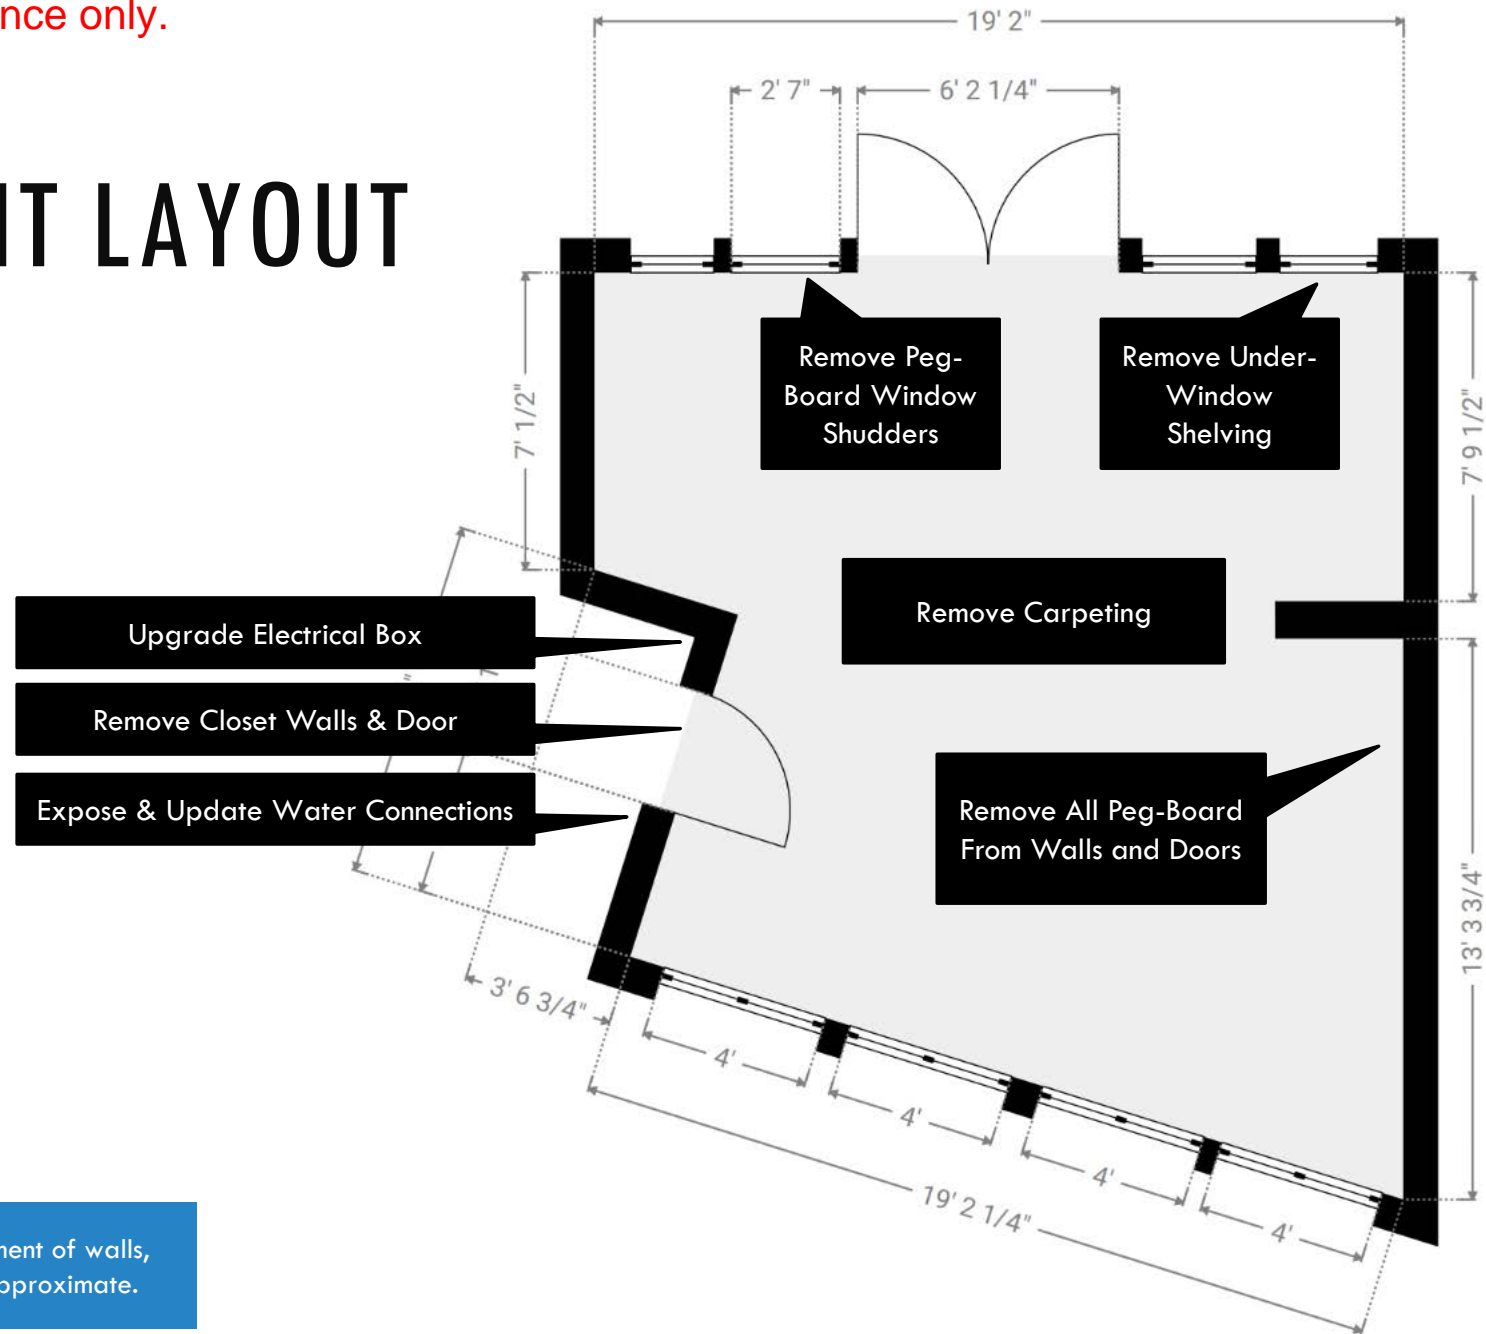 nce only.
IT LAYOUT
19' 2"
2' 7"
6' 2 1/4"
7' 1/2"
7' 9 1/2"
Remove Peg-
Board Window
Shudders
Remove Under-
Window
Shelving
Remove Carpeting
Upgrade Electrical Box
Remove Closet Walls & Door
Expose & Update Water Connections
Remove All Peg-Board
From Walls and Doors
13' 3 3/4"
3' 6 3/4"
4'
4'
4'
4'
19' 2 1/4"
ment of walls,
approximate.